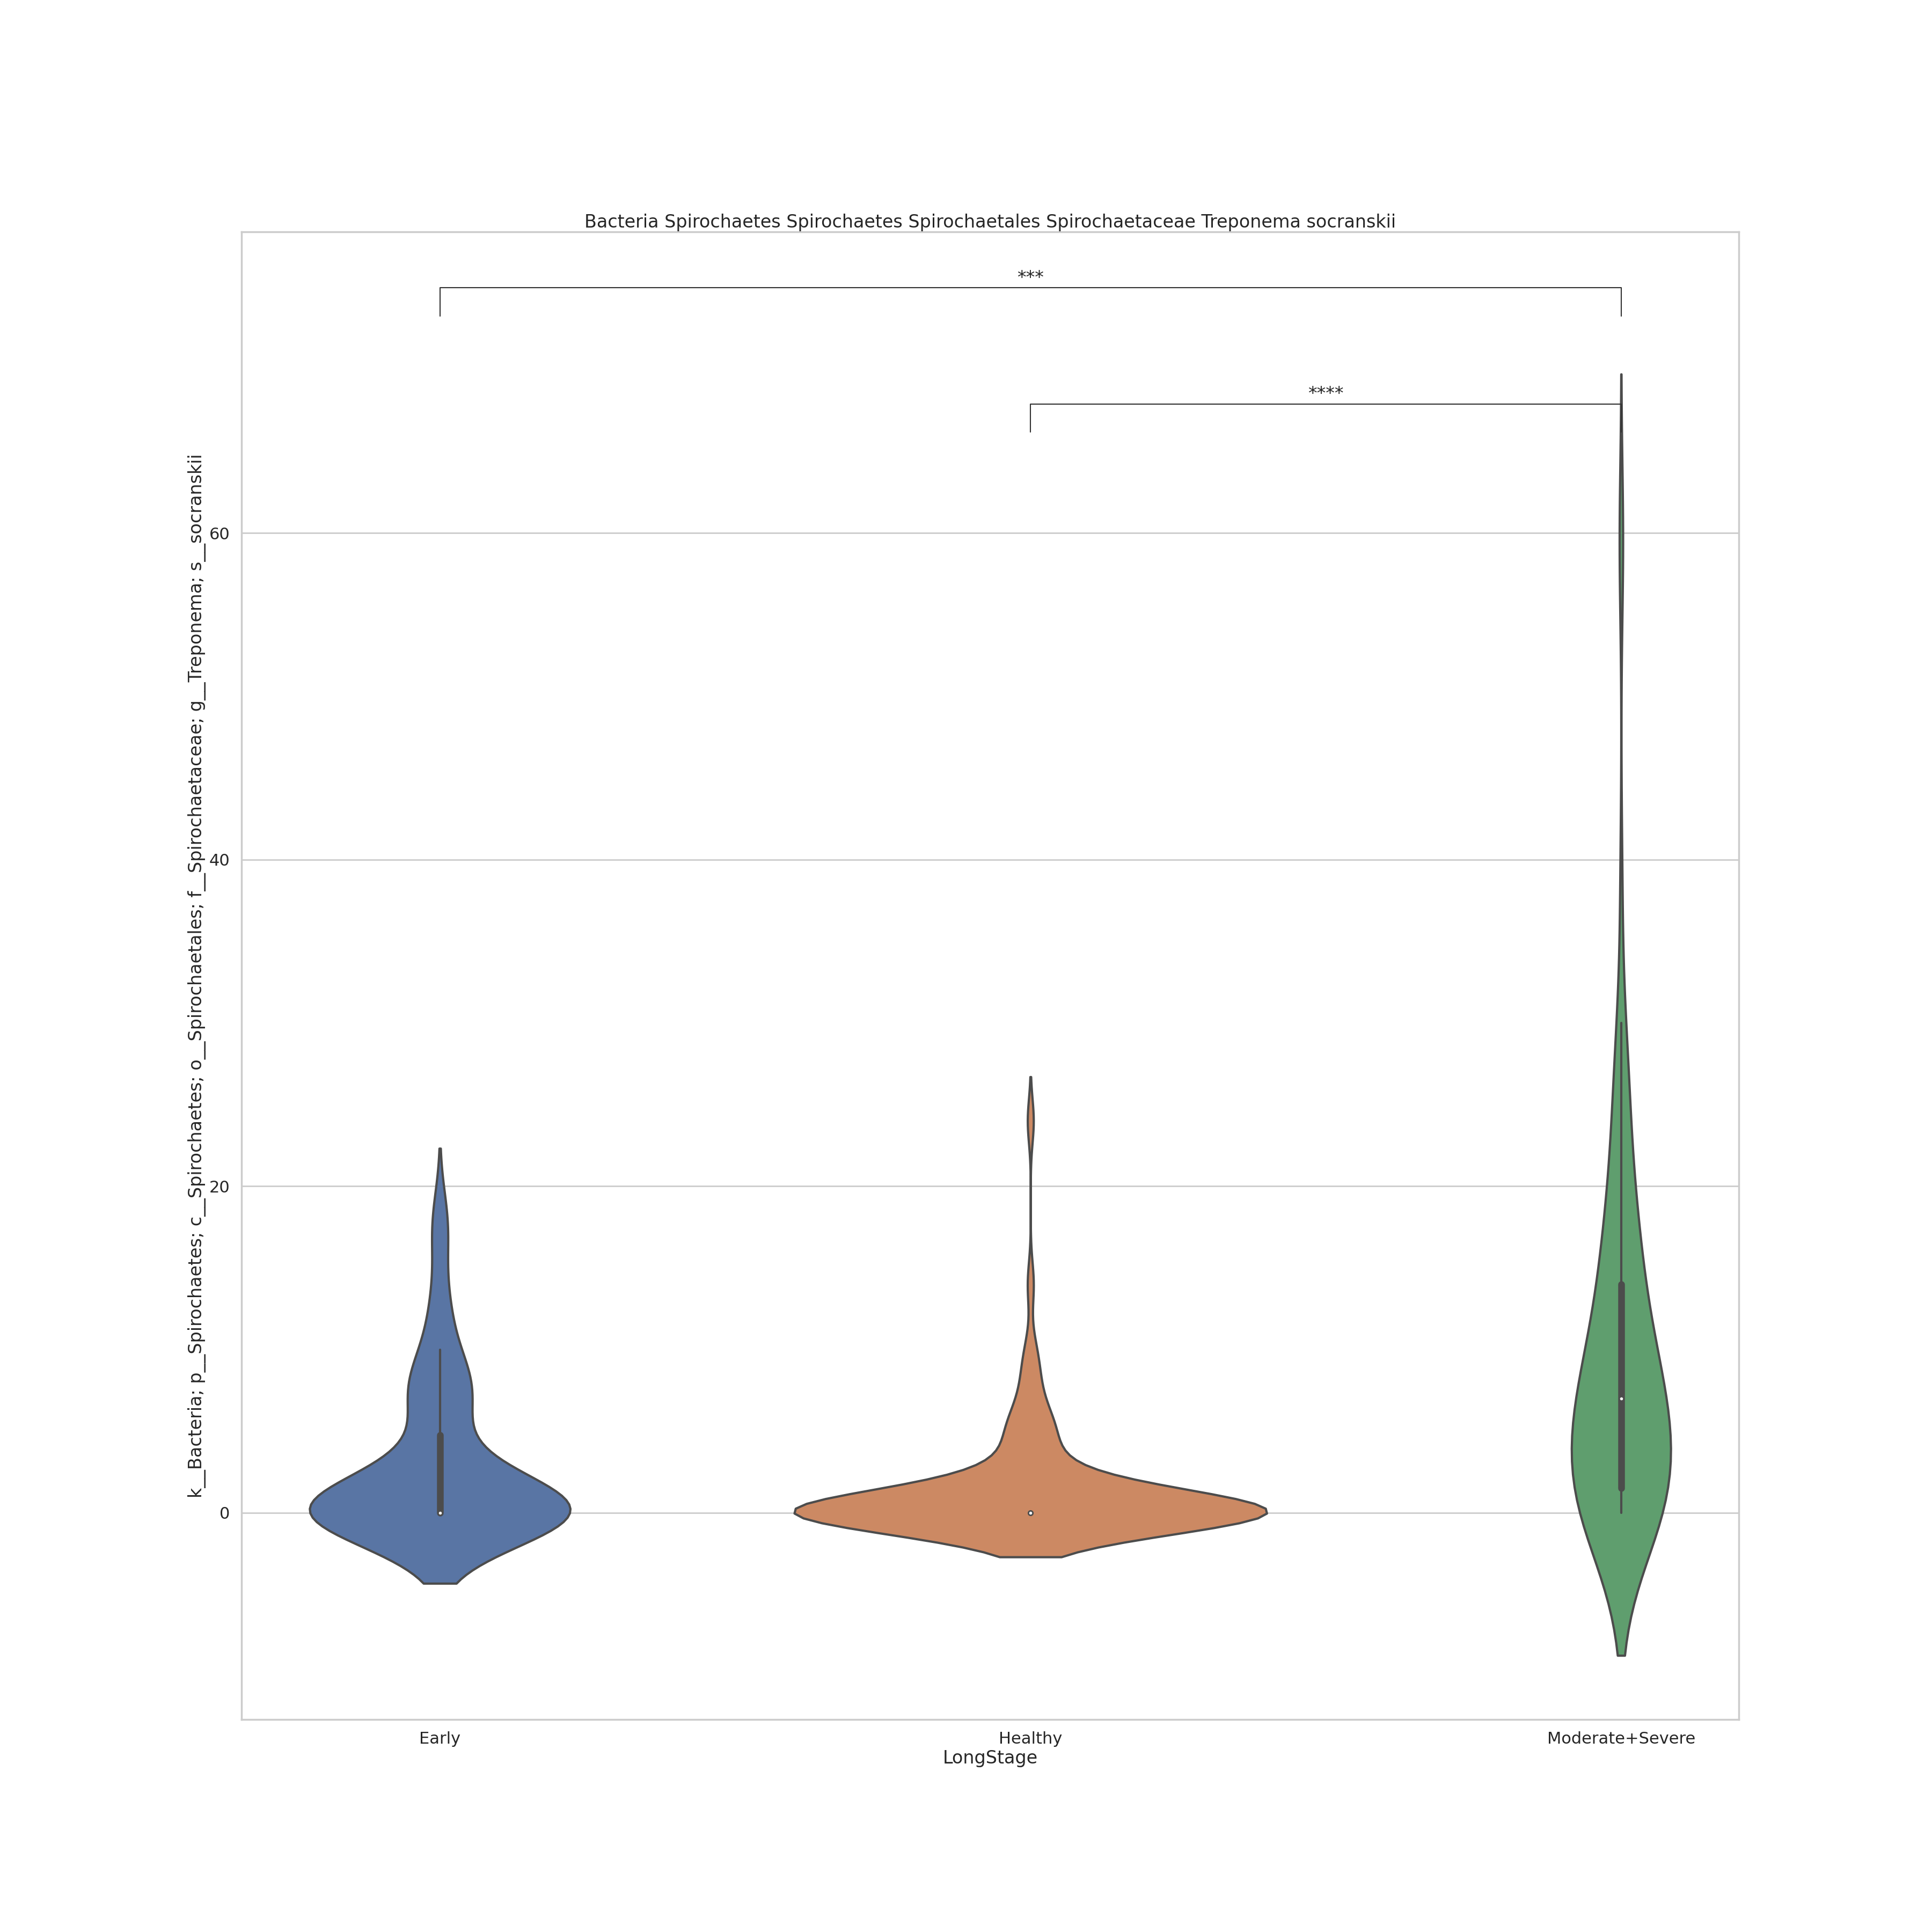 Bacteria Spirochaetes Spirochaetes Spirochaetales Spirochaetaceae Treponema socranskii
***
****
k__Bacteria; p__Spirochaetes; c__Spirochaetes; o__Spirochaetales; f__Spirochaetaceae; g__Treponema; s__socranskii
60
40
20
0
Early Healthy Moderate+Severe
LongStage